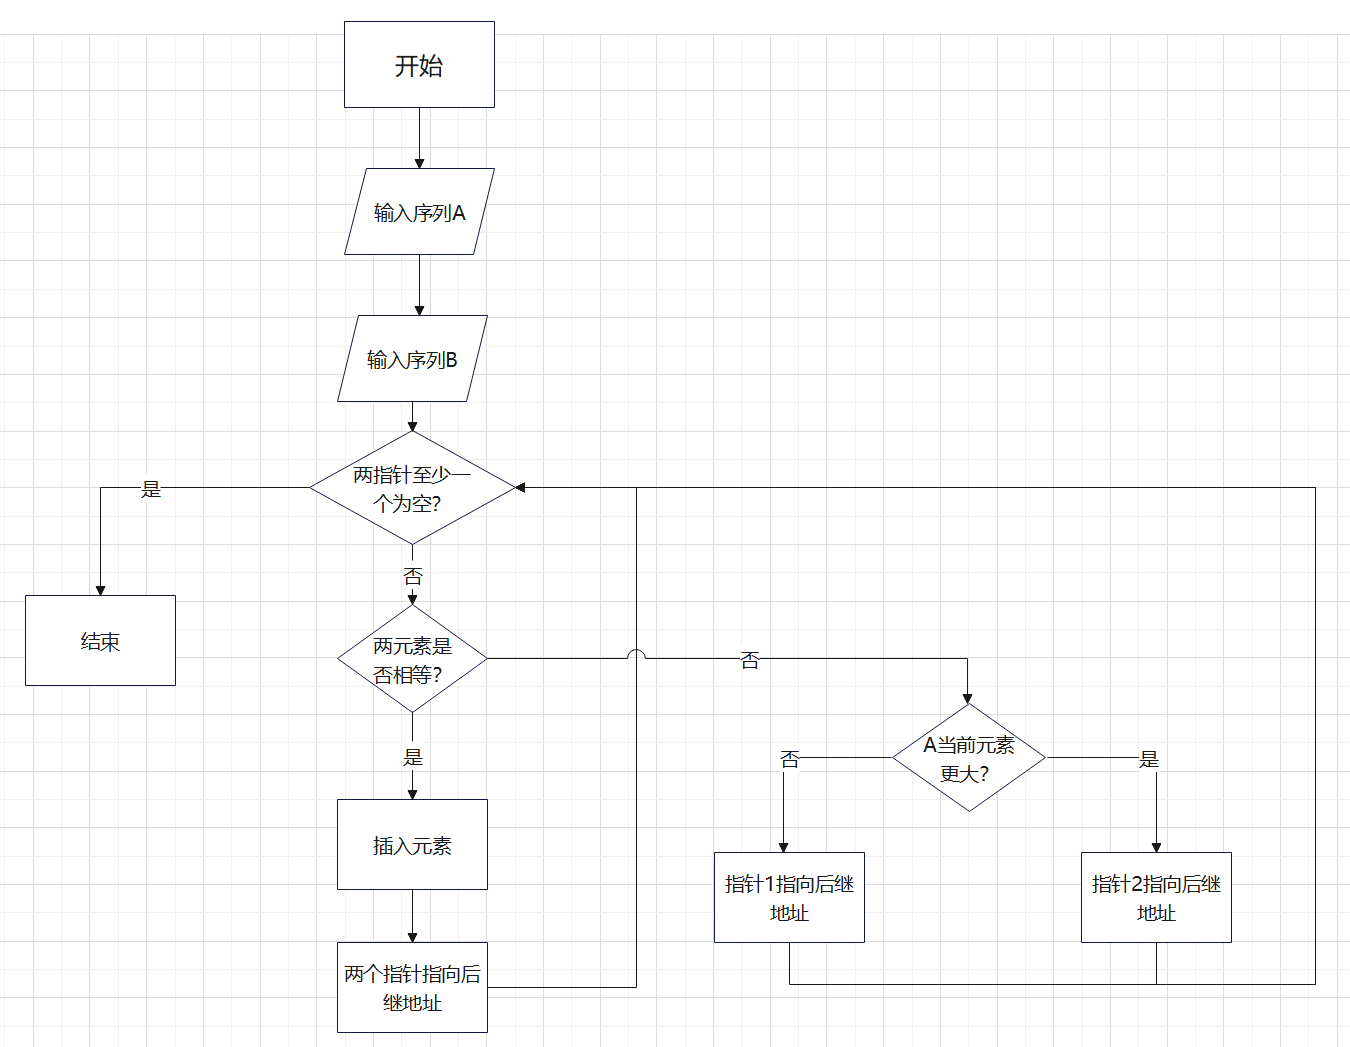 开始
输入序列A
输入序列B
两指针至少一
个为空?
是
否
结束
两元素是
否相等?
否
是
A当前元素
更大?
否
是
插入元素
指针1指向后继
地址
指针2指向后继
地址
两个指针指向后
继地址